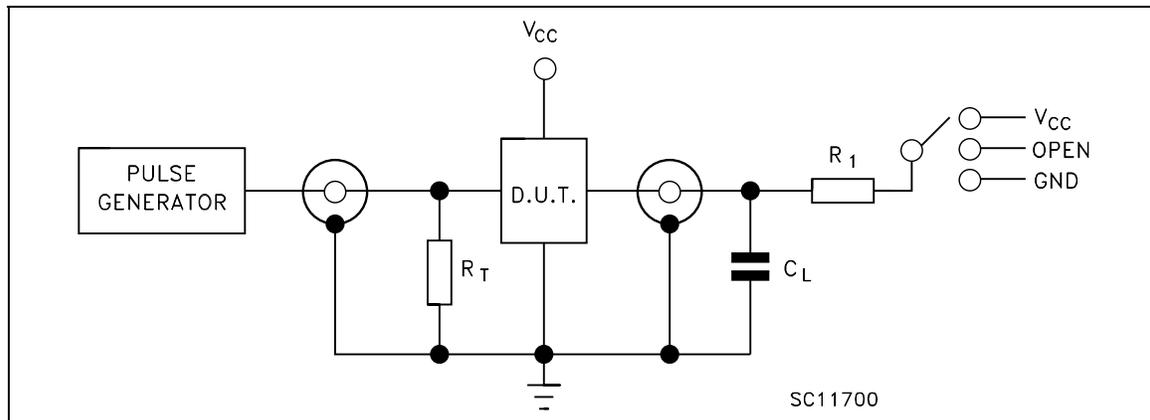 VCC
PULSE
GENERATOR
D.U.T.
RT
CL
R1
VCC
OPEN
GND
SC11700